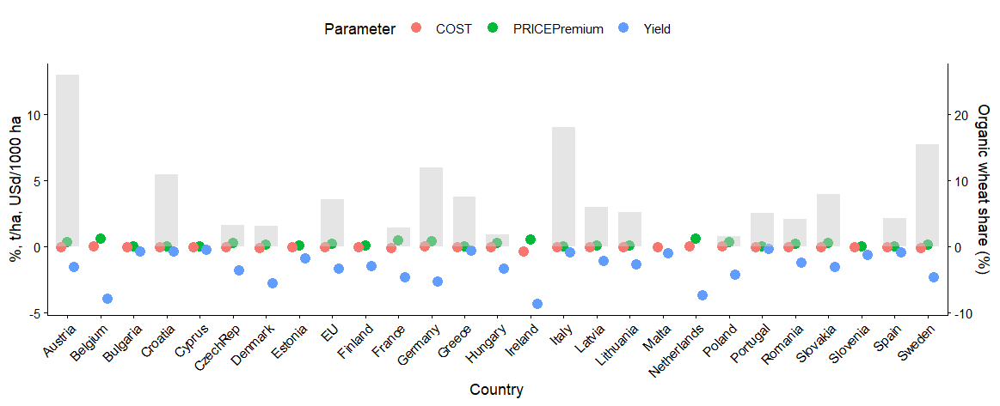 Parameter COST PRICEPremium Yield
%, t/ha, USd/1000 ha
10
5
0
-5
20
10
0
-10
Organic wheat share (%)
Austria
Belgium
Bulgaria
Croatia
Cyprus
CzechRep
Denmark
Estonia
EU
Finland
France
Germany
Greece
Hungary
Ireland
Italy
Latvia
Lithuania
Malta
Netherlands
Poland
Portugal
Romania
Slovakia
Slovenia
Spain
Sweden
Country